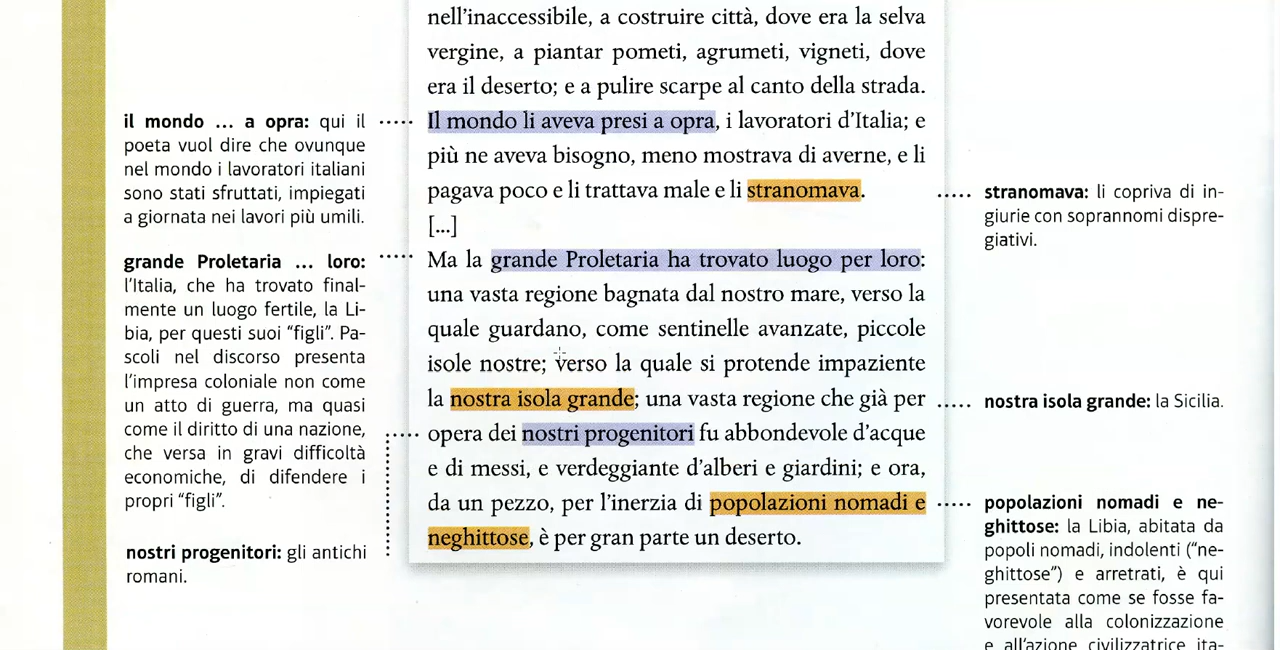 nell'inaccessibile, a costruire città, dove era la selva
vergine, a piantar pometi, agrumeti, vigneti, dove
era il deserto; e a pulire scarpe al canto della strada.
Il mondo li aveva presi a opra, i lavoratori d'Italia; e
più ne aveva bisogno, meno mostrava di averne, e li
pagava poco e li trattava male e li stranomava.
[...]
Ma la grande Proletaria ha trovato luogo per loro:
una vasta regione bagnata dal nostro mare, verso la
quale guardano, come sentinelle avanzate, piccole
isole nostre; verso la quale si protende impaziente
la nostra isola grande; una vasta regione che già per
opera dei nostri progenitori fu abbondevole d'acque
e di messi, e verdeggiante d'alberi e giardini; e ora,
da un pezzo, per l'inerzia di popolazioni nomadi e
neghittose, è per gran parte un deserto.
il mondo ... a opra: qui il
poeta vuol dire che ovunque
nel mondo i lavoratori italiani
sono stati sfruttati, impiegati
a giornata nei lavori più umili.
grande Proletaria ... loro:
l'Italia, che ha trovato final-
mente un luogo fertile, la Li-
bia, per questi suoi "figli". Pa-
scoli nel discorso presenta
l'impresa coloniale non come
un atto di guerra, ma quasi
come il diritto di una nazione,
che versa in gravi difficoltà
economiche, di difendere i
propri "figli".
nostri progenitori: gli antichi
romani.
stranomava: li copriva di in-
giurie con soprannomi dispre-
giativi.
nostra isola grande: la Sicilia.
popolazioni nomadi e ne-
ghittose: la Libia, abitata da
popoli nomadi, indolenti ("ne-
ghittose") e arretrati, è qui
presentata come se fosse fa-
vorevole alla colonizzazione
e all'azione civilizzatrice ita-